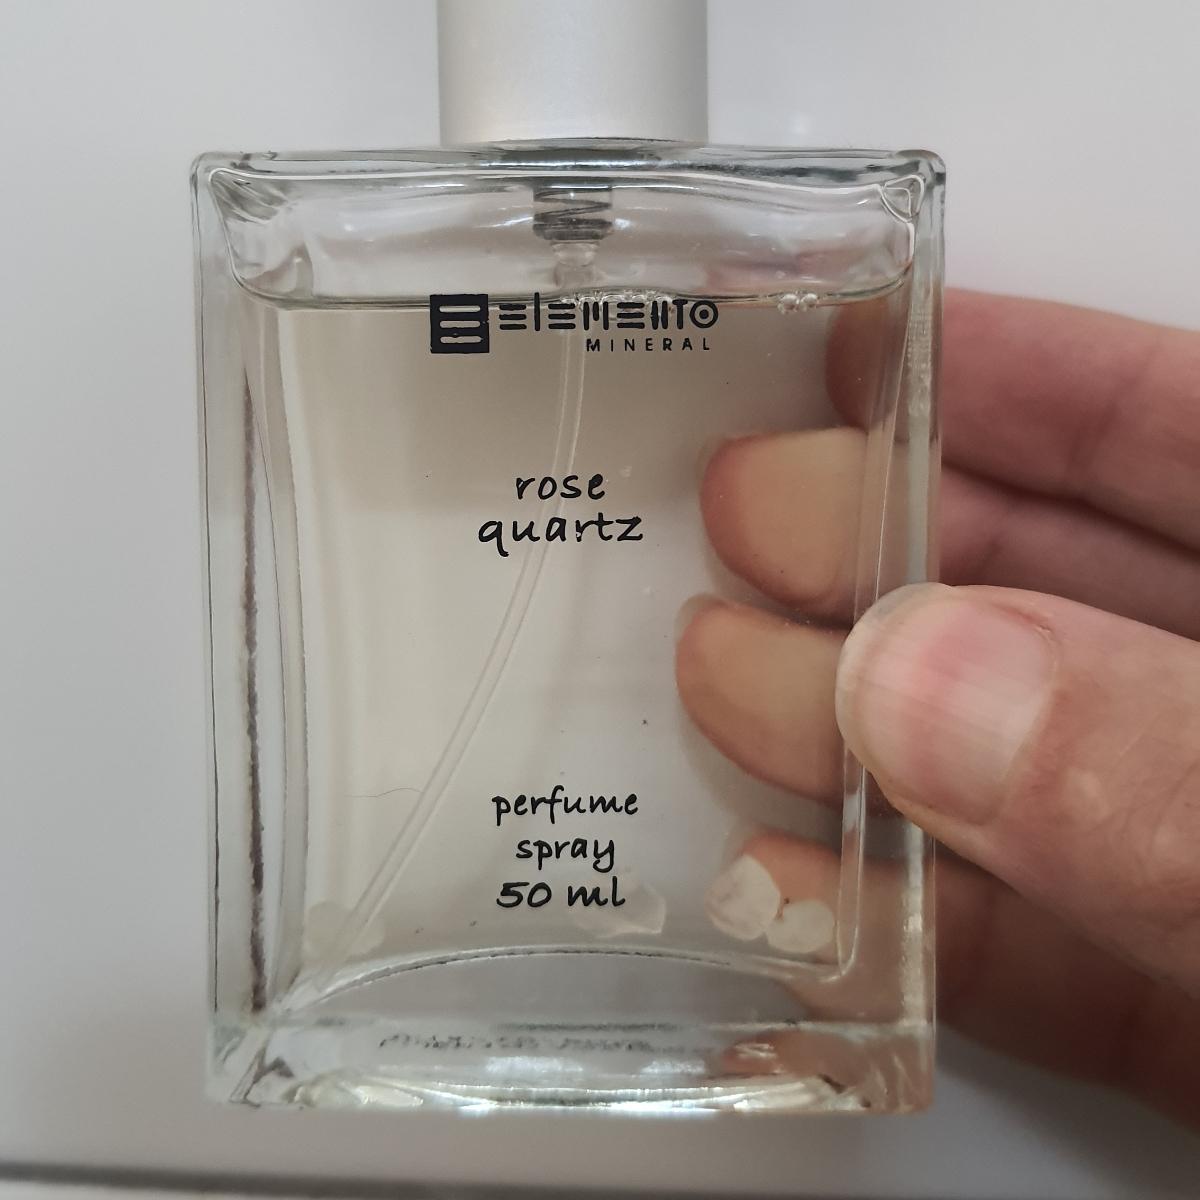 elemento
MINERAL
rose
quartz
perfume
spray
50 ml